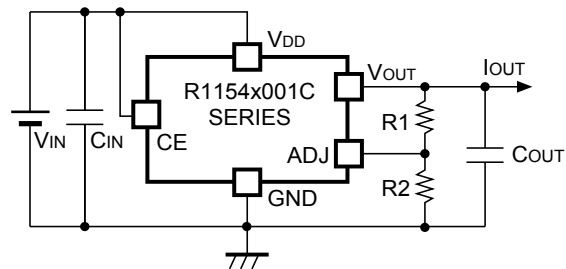 VDD
R1154x001C
SERIES
VOUT
IOUT
R1
VIN
CIN
CE
ADJ
COUT
R2
GND